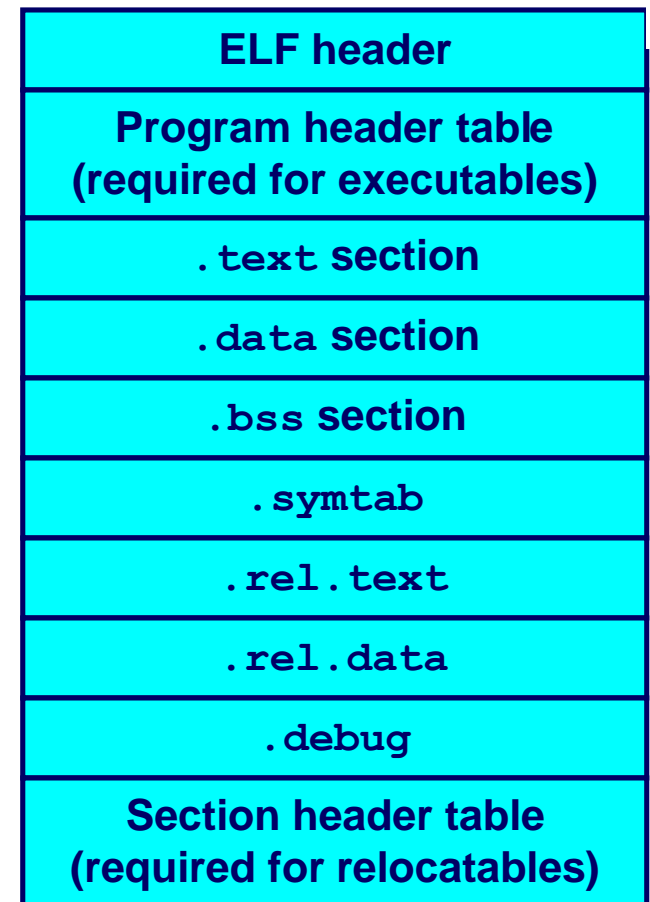 ELF header
Program header table
(required for executables)
.text section
.data section
.bss section
.symtab
.rel.text
.rel.data
.debug
Section header table
(required for relocatables)